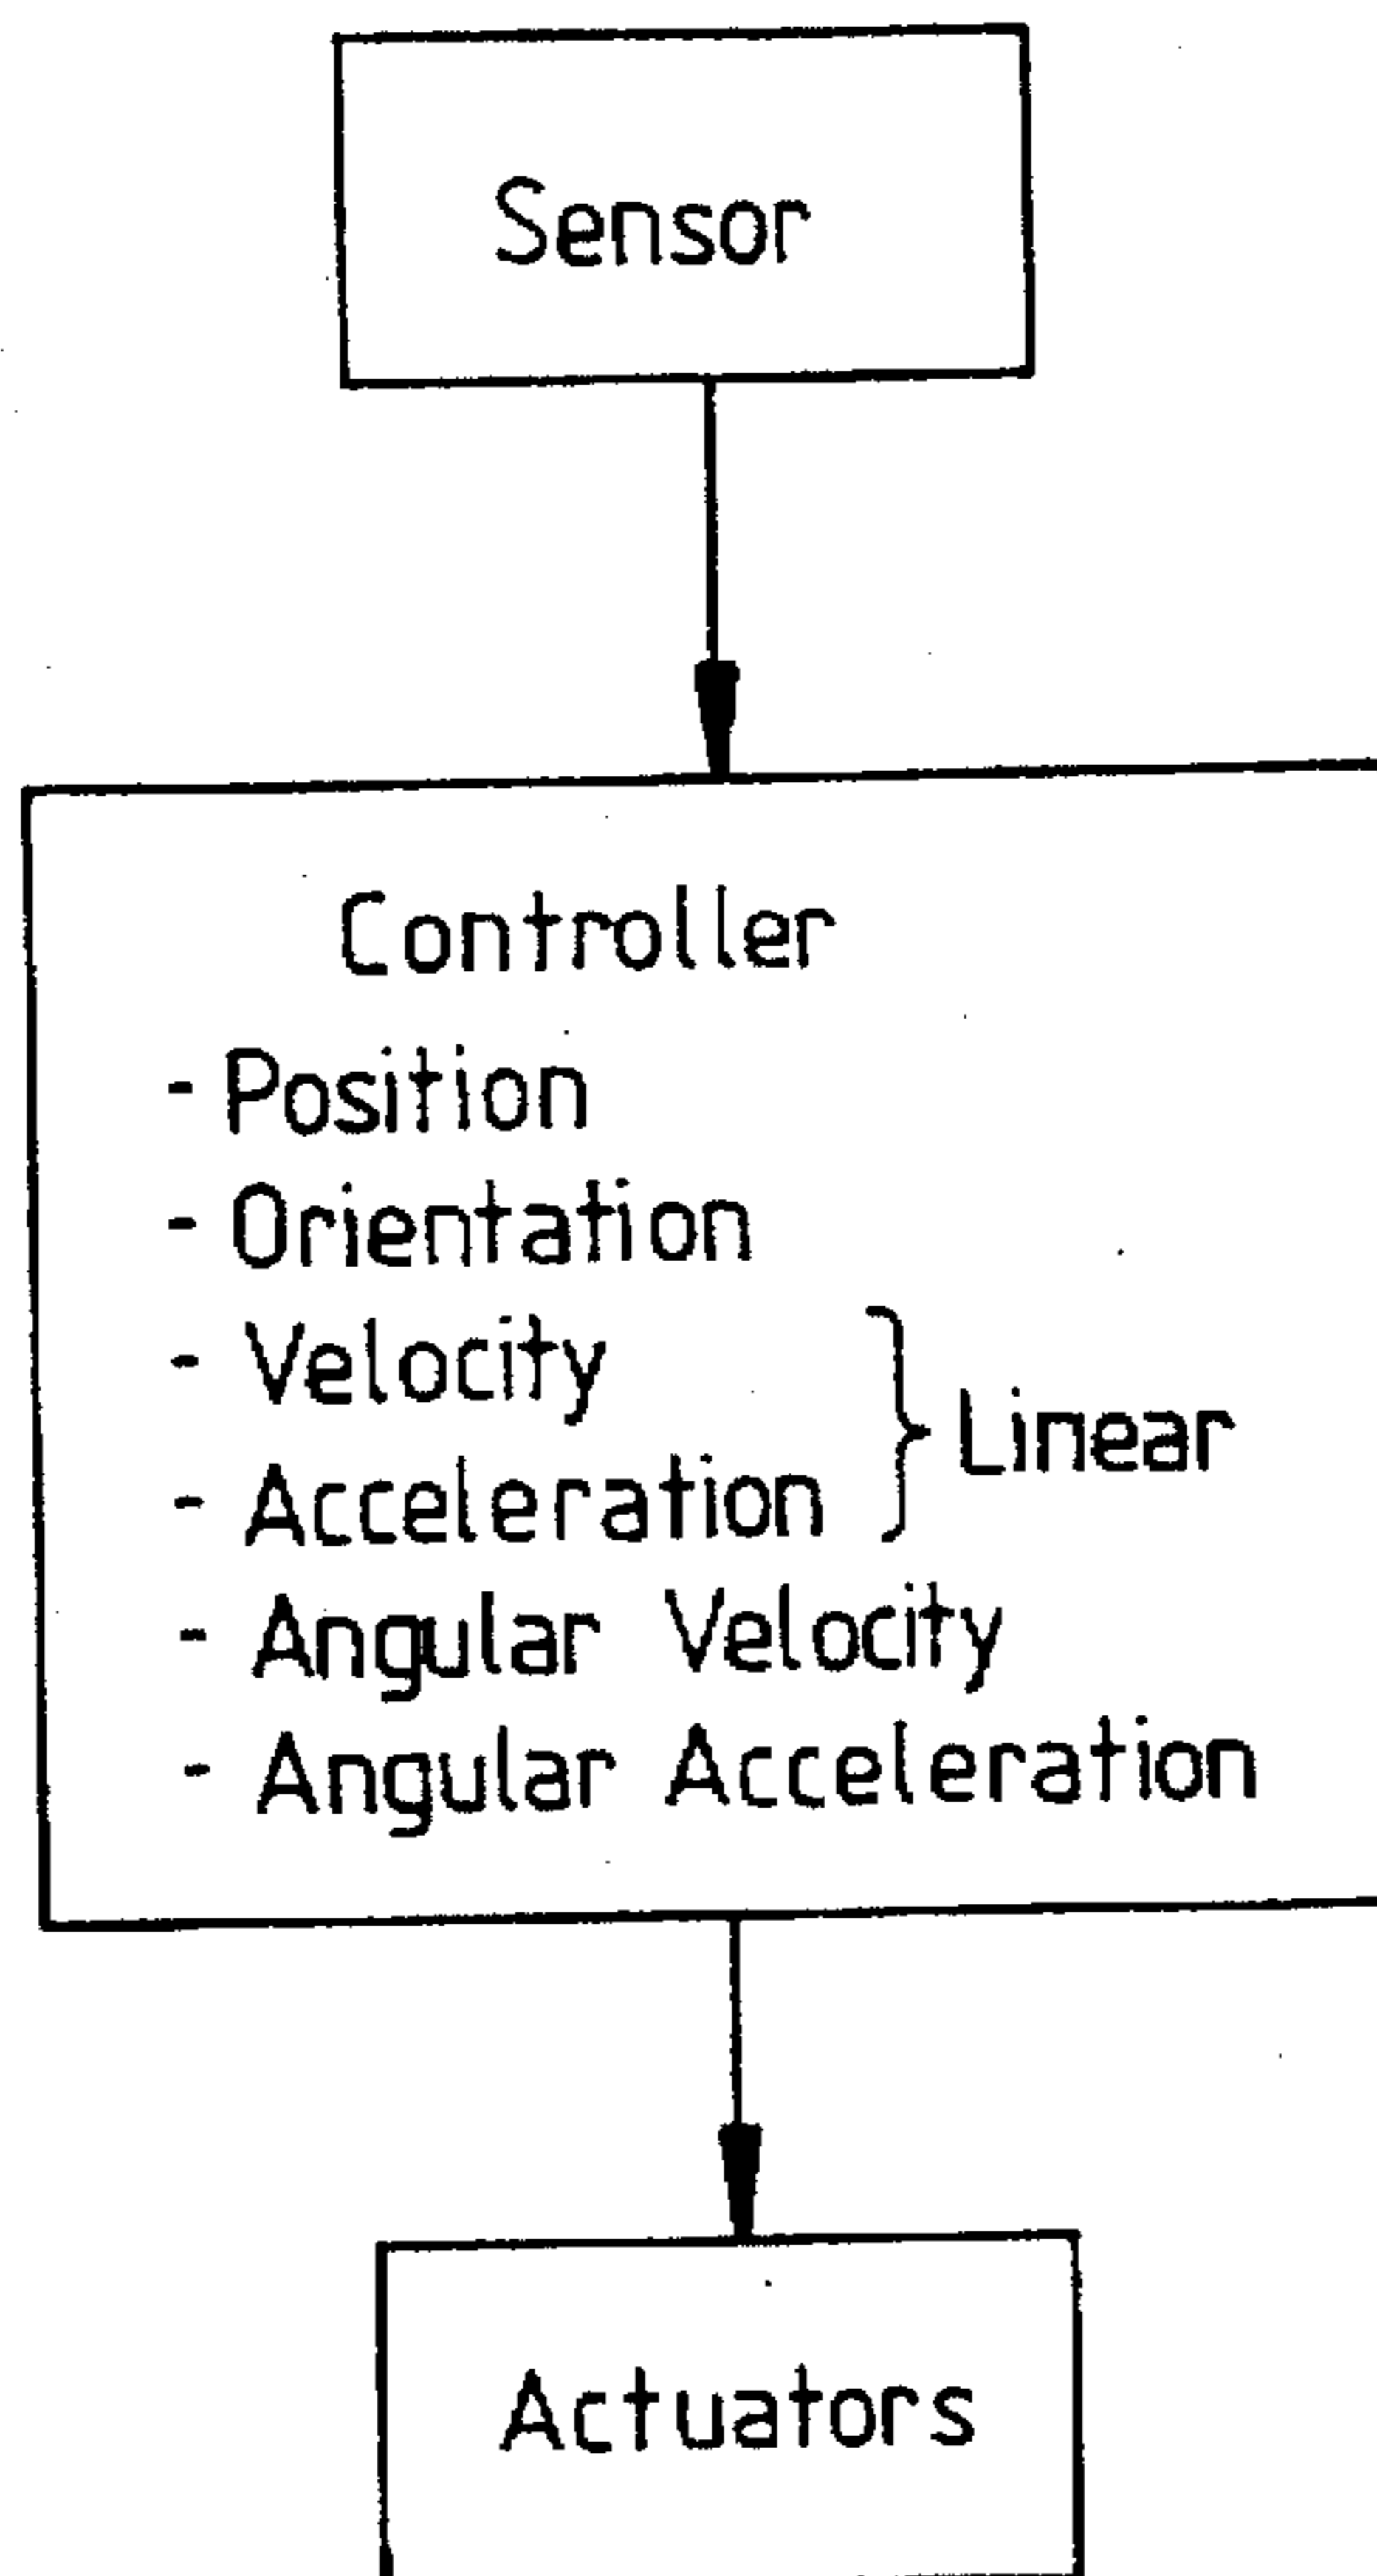 Sensor
Controller
- Position
- Orientation
- Velocity
- Acceleration
Linear
- Angular Velocity
- Angular Acceleration
Actuators